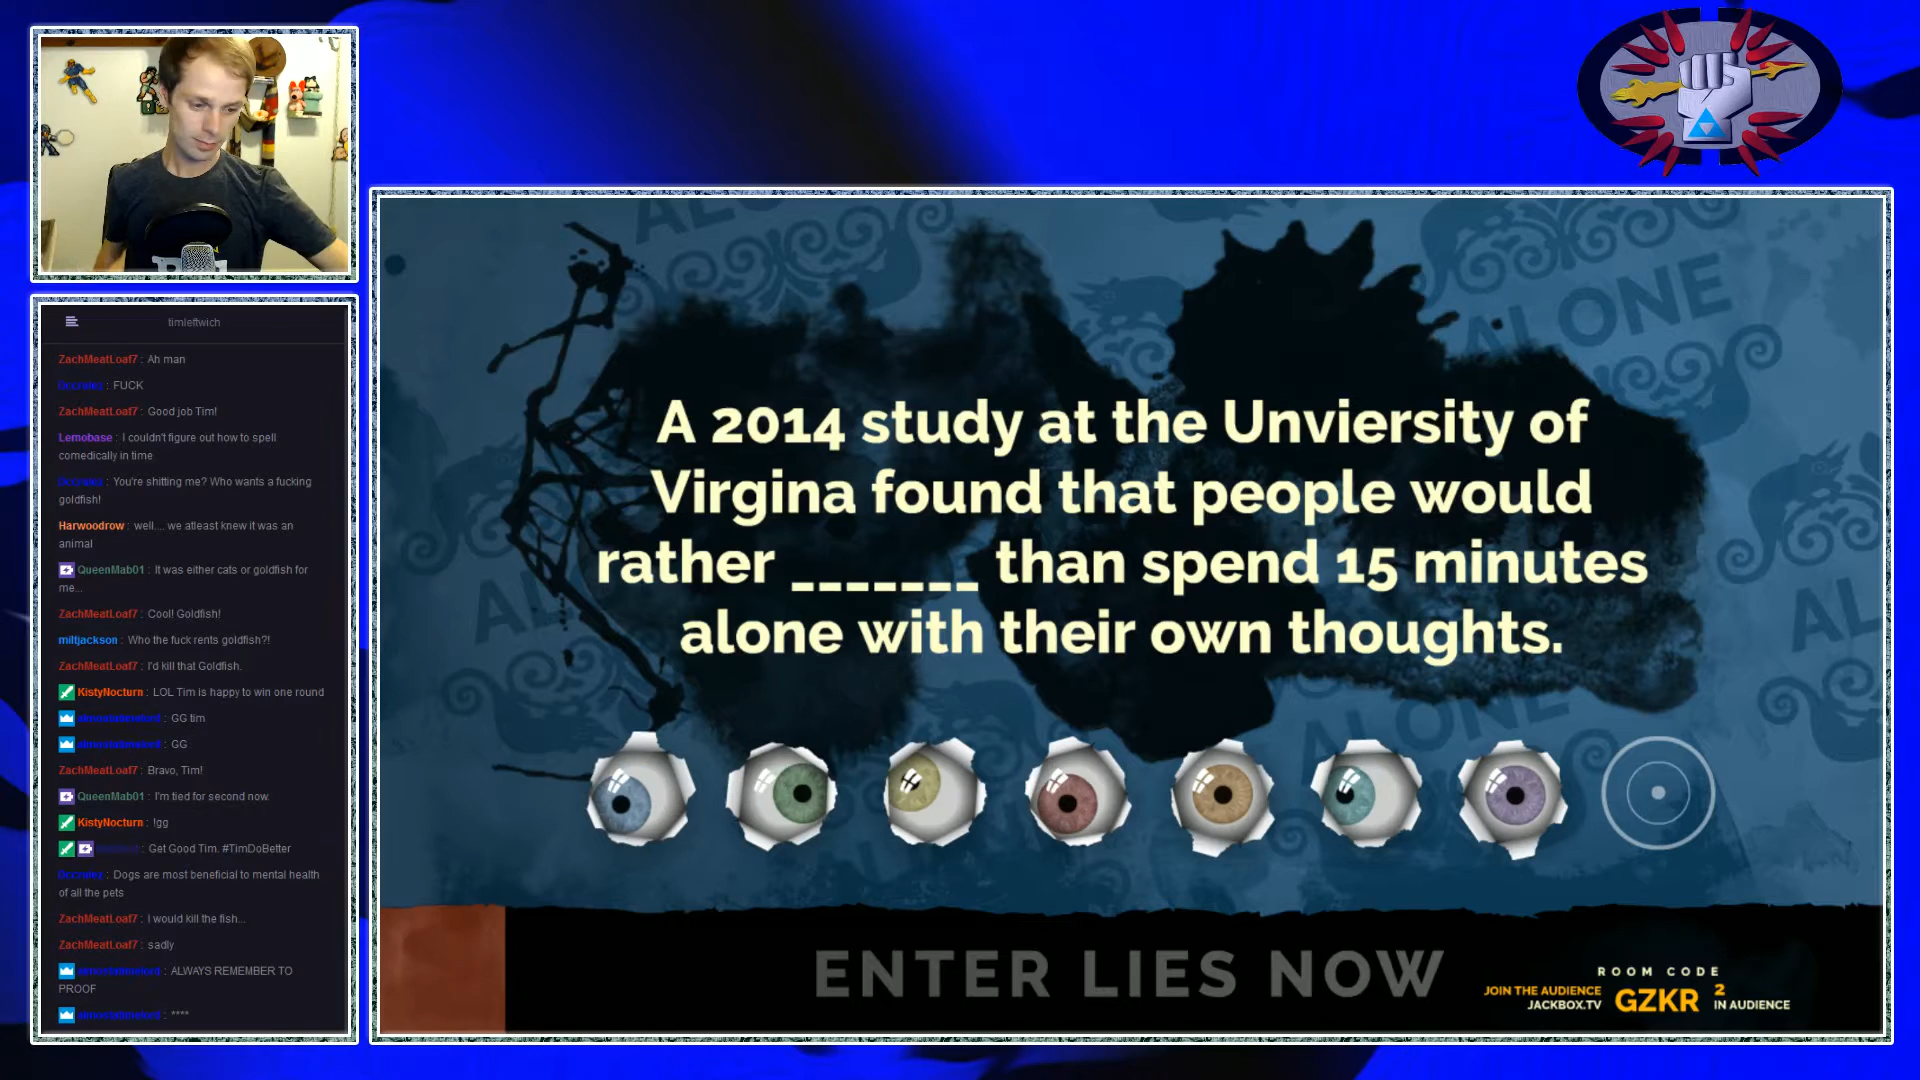 timleftwich
ZachMeatLoaf7 : Ah man
: FUCK
ZachMeatLoaf7 : Good job Tim!
Lemobase : I couldn't figure out how to spell
comedically in time
: You're shitting me? Who wants a fucking
goldfish!
Harwoodrow : well.... we atleast knew it was an
animal
QueenMab01 : It was either cats or goldfish for
me...
ZachMeatLoaf7 : Cool! Goldfish!
miltjackson : Who the fuck rents goldfish?!
ZachMeatLoaf7 : I'd kill that Goldfish.
KistyNocturn : LOL Tim is happy to win one round
: GG tim
: GG
ZachMeatLoaf7 : Bravo, Tim!
QueenMab01 : I'm tied for second now.
KistyNocturn : !gg
: Get Good Tim. #TimDoBetter
: Dogs are most beneficial to mental health
of all the pets
ZachMeatLoaf7 : I would kill the fish...
ZachMeatLoaf7 : sadly
: ALWAYS REMEMBER TO
PROOF
: ****
ALONE
ALONE
A 2014 study at the Unviersity of
Virgina found that people would
rather _______ than spend 15 minutes
alone with their own thoughts.
ENTER LIES NOW
ROOM CODE
JOIN THE AUDIENCE
JACKBOX.TV
GZKR
2
IN AUDIENCE